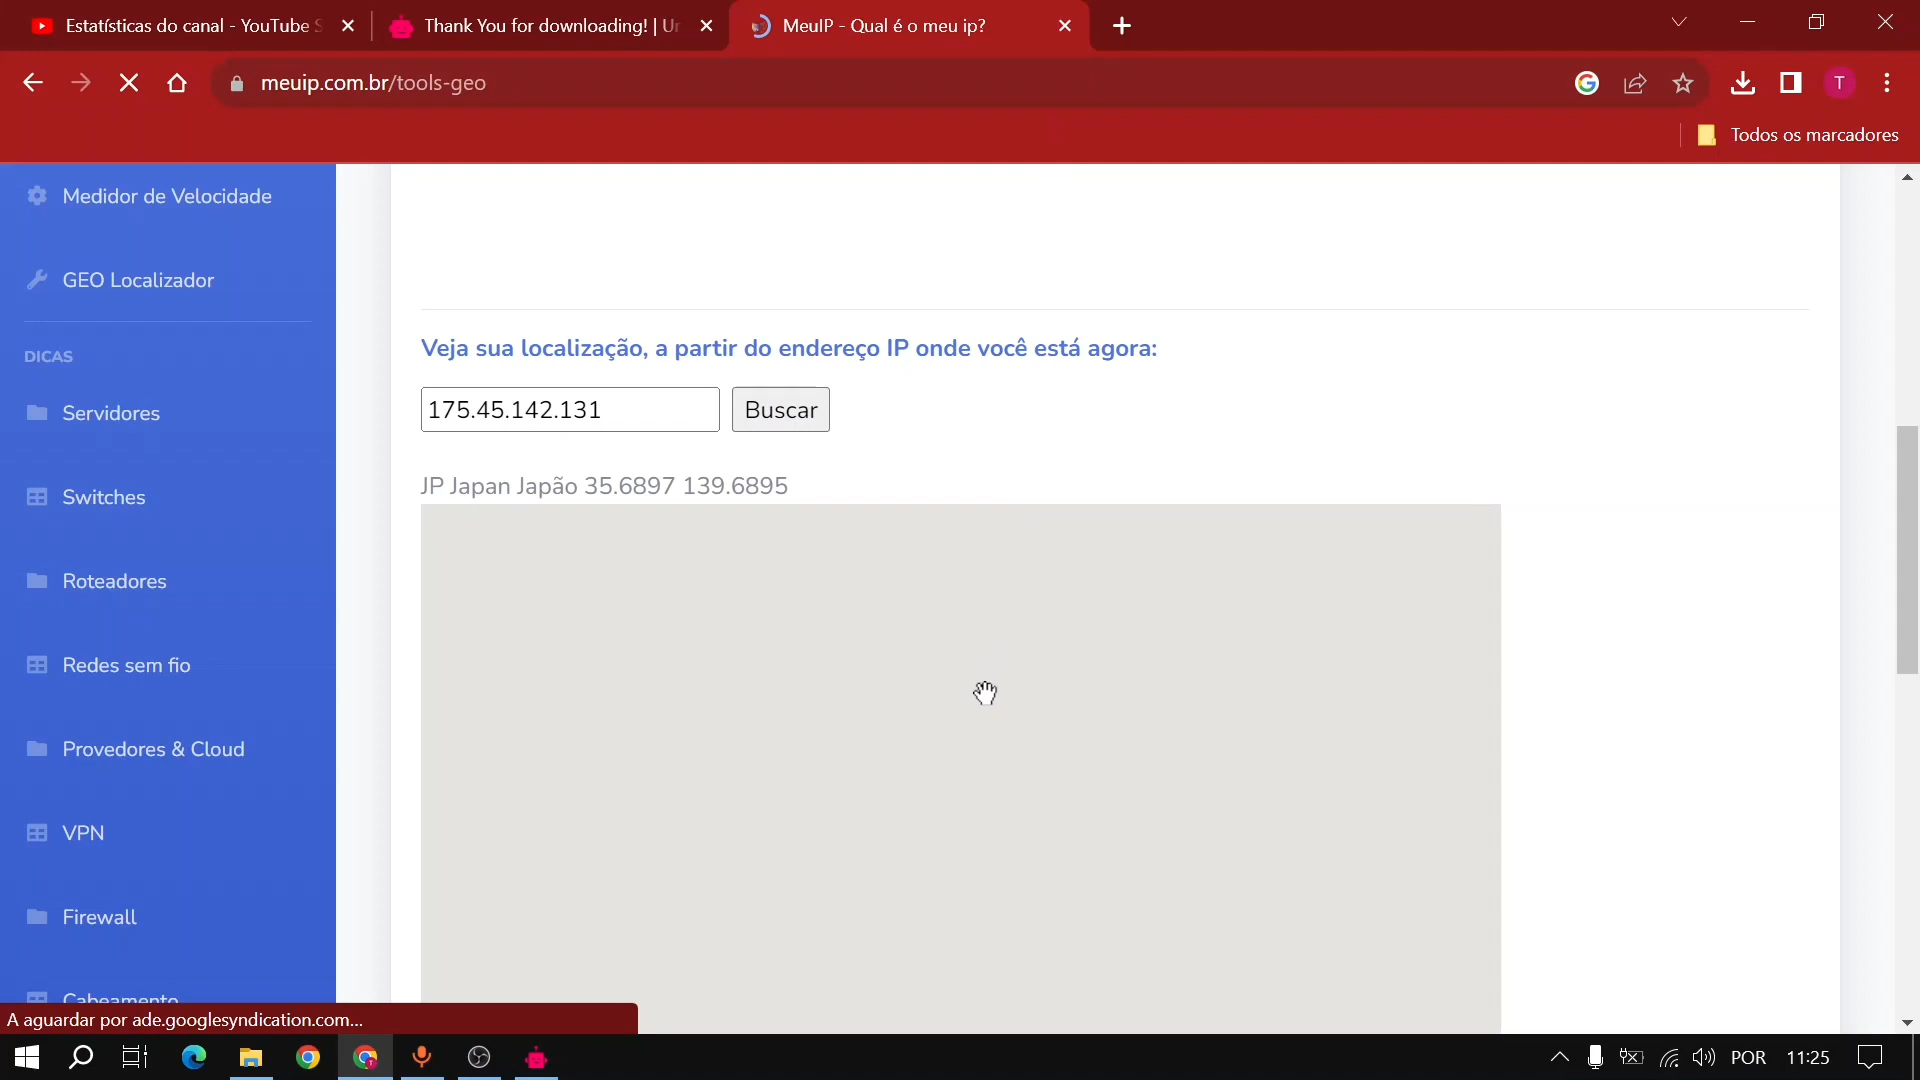 Estatísticas do canal - YouTube S
Thank You for downloading! | Ur
MeuIP - Qual é o meu ip?
meuip.com.br/tools-geo
T
Todos os marcadores
Medidor de Velocidade
GEO Localizador
DICAS
Servidores
Switches
Roteadores
Redes sem fio
Provedores & Cloud
VPN
Firewall
Cabeamento
Veja sua localização, a partir do endereço IP onde você está agora:
175.45.142.131
Buscar
JP Japan Japão 35.6897 139.6895
A aguardar por ade.googlesyndication.com...
POR
11:25